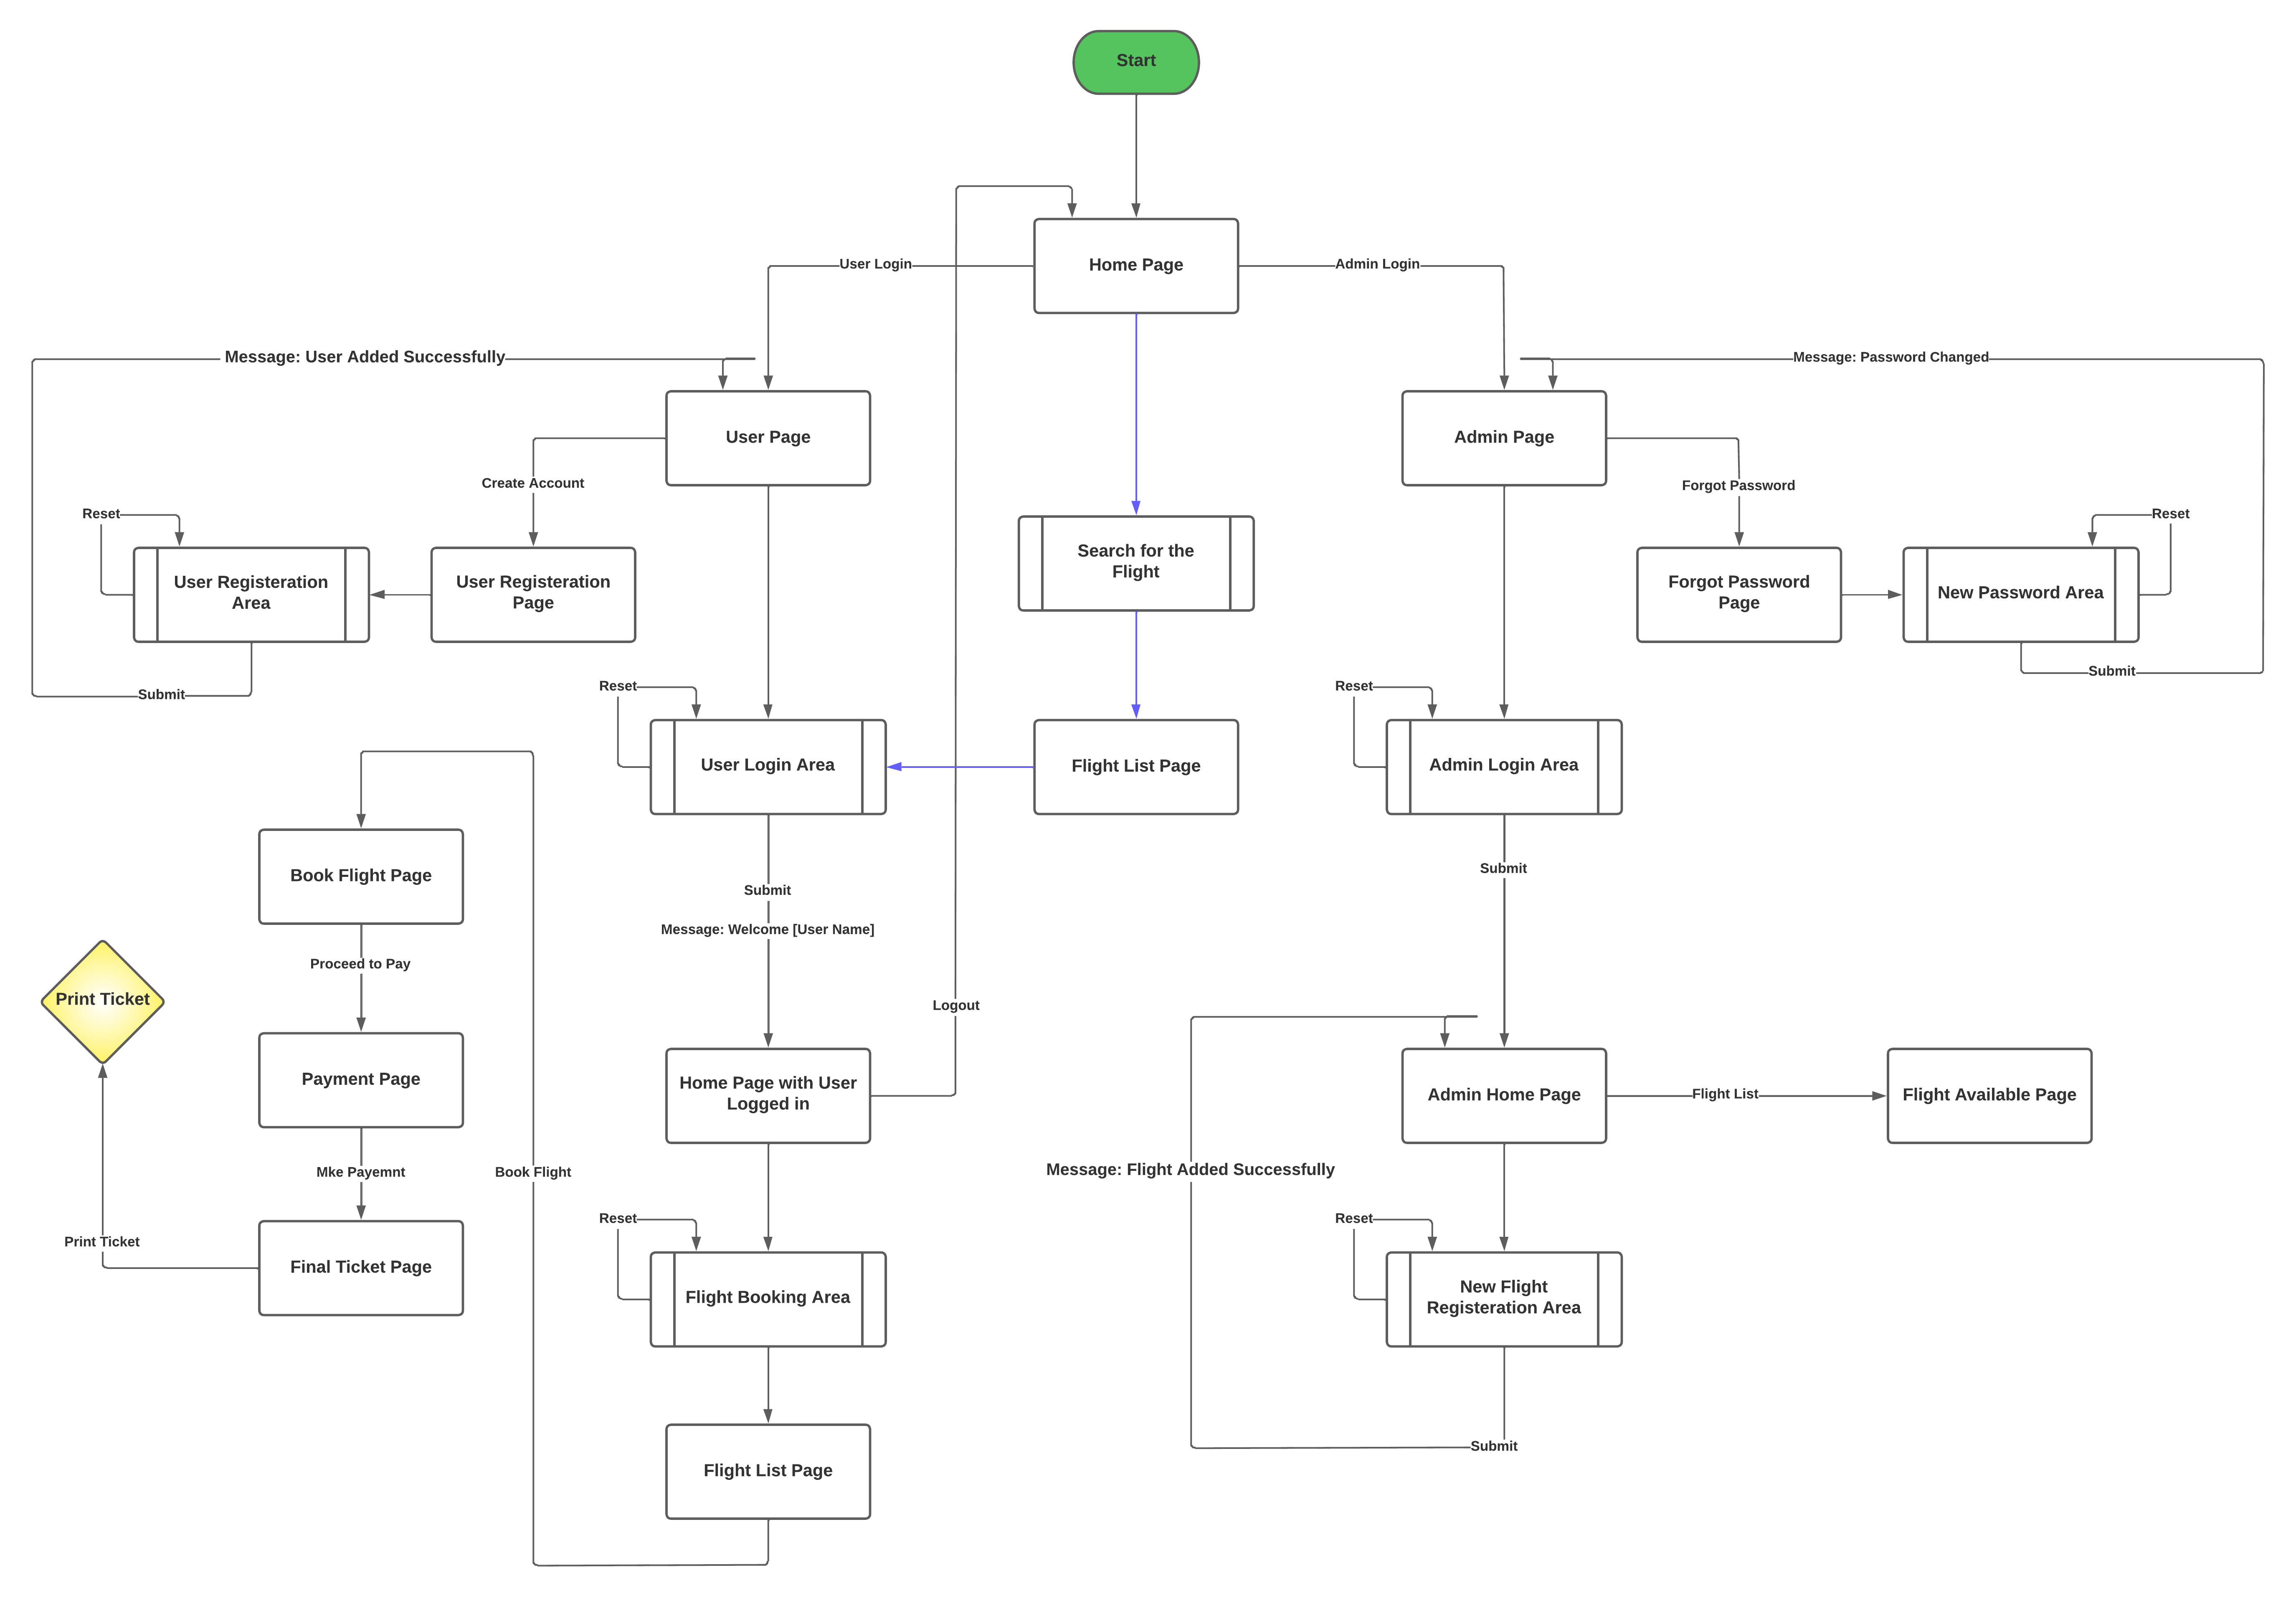 Start
User Login
Home Page
Admin Login
Message: User Added Successfully
Message: Password Changed
User Page
Admin Page
Create Account
Forgot Password
Reset
Reset
User Registeration
Area
User Registeration
Page
Search for the
Flight
Forgot Password
Page
New Password Area
Submit
Submit
Reset
Reset
User Login Area
Flight List Page
Admin Login Area
Book Flight Page
Submit
Submit
Message: Welcome [User Name]
Proceed to Pay
Print Ticket
Logout
Payment Page
Home Page with User
Logged in
Admin Home Page
Flight List
Flight Available Page
Mke Payemnt
Book Flight
Message: Flight Added Successfully
Print Ticket
Reset
Reset
Final Ticket Page
Flight Booking Area
New Flight
Registeration Area
Flight List Page
Submit